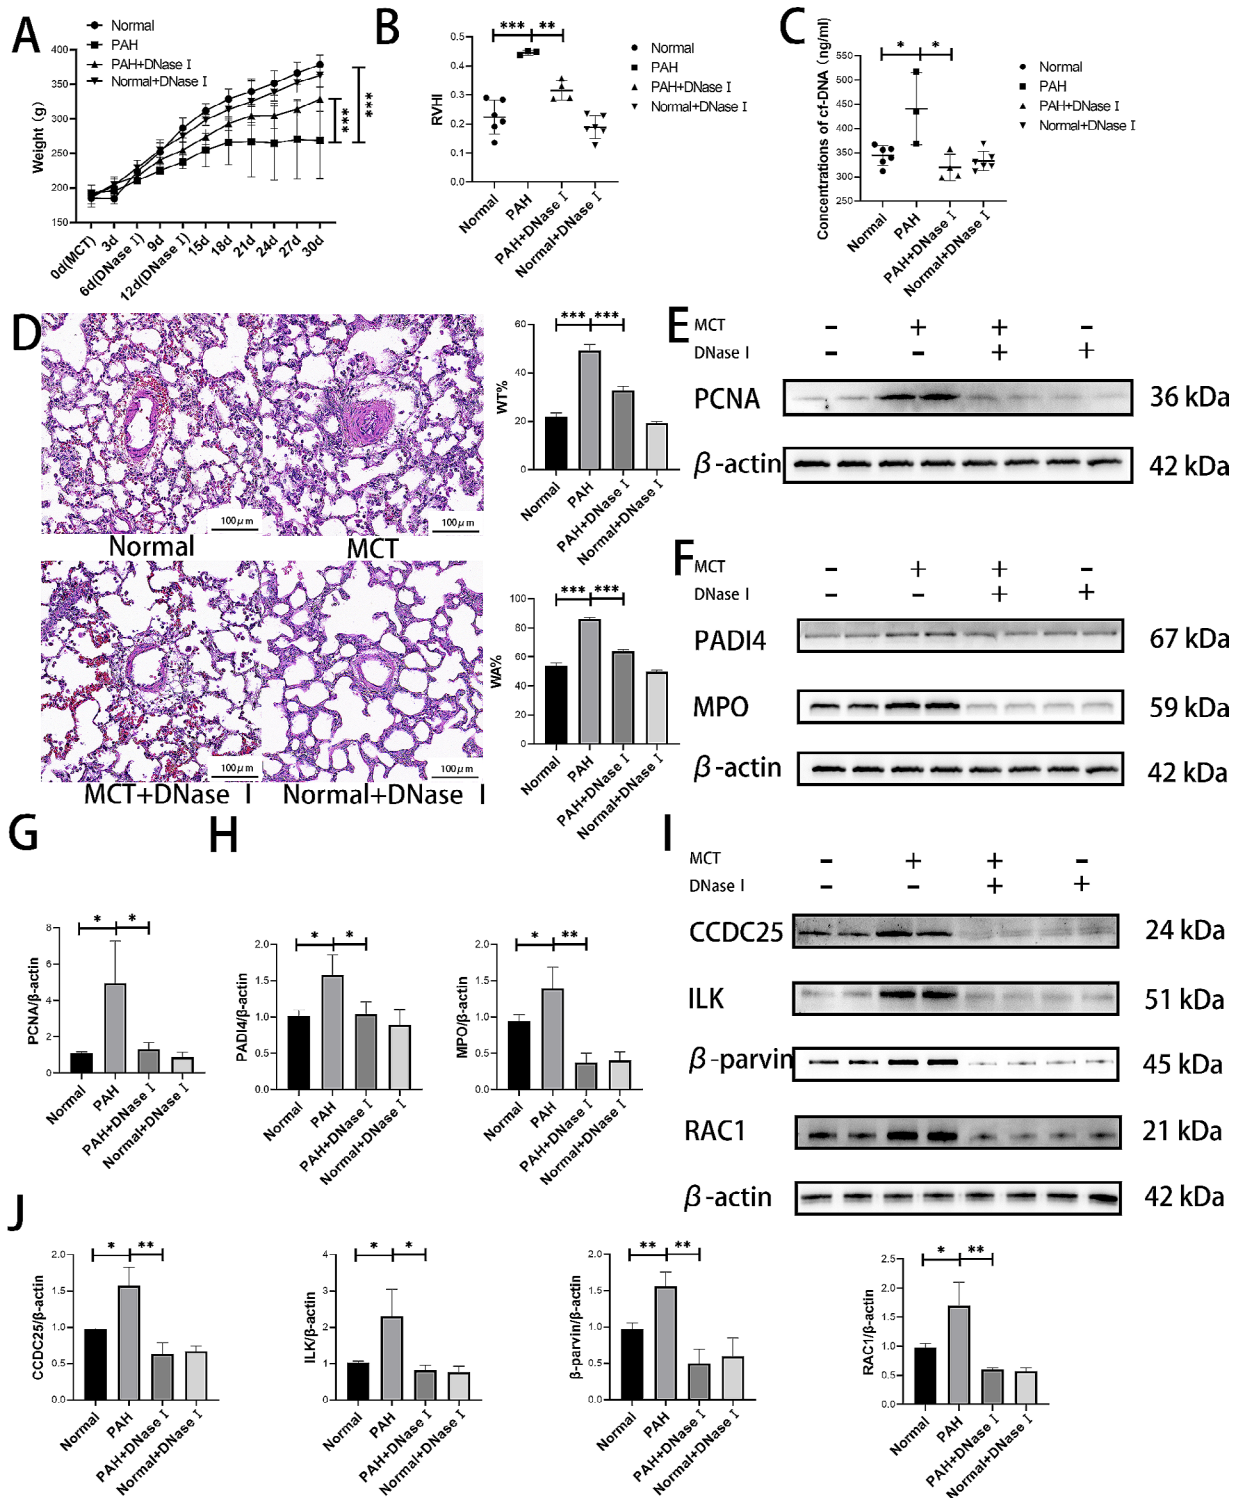 A
Normal
PAH
PAH+DNase I
Normal+DNase I
Weight (g)
400
350
300
250
200
150
0d(MCT)
3d
6d(DNase I)
9d
12d(DNase I)
15d
18d
21d
24d
27d
30d
***
***
B
*** **
RVHI
0.5
0.4
0.3
0.2
0.1
0.0
Normal
PAH
PAH+DNase I
Normal+DNase I
Normal
PAH
PAH+DNase I
Normal+DNase I
C
* *
Concentrations of cf-DNA (ng/ml)
550
500
450
400
350
300
250
Normal
PAH
PAH+DNase I
Normal+DNase I
Normal
PAH
PAH+DNase I
Normal+DNase I
D
100μm
Normal
100μm
MCT
100μm
MCT+DNase I
100μm
Normal+DNase I
*** ***
WT%
60
40
20
0
Normal
PAH
PAH+DNase I
Normal+DNase I
*** ***
WA%
100
80
60
40
20
0
Normal
PAH
PAH+DNase I
Normal+DNase I
E
MCT − + + −
DNase I − − + +
PCNA 36 kDa
β-actin 42 kDa
F
MCT − + + −
DNase I − − + +
PADI4 67 kDa
MPO 59 kDa
β-actin 42 kDa
G
* *
PCNA/β-actin
8
6
4
2
0
Normal
PAH
PAH+DNase I
Normal+DNase I
H
* *
PADI4/β-actin
2.0
1.5
1.0
0.5
0.0
Normal
PAH
PAH+DNase I
Normal+DNase I
* **
MPO/β-actin
2.0
1.5
1.0
0.5
0.0
Normal
PAH
PAH+DNase I
Normal+DNase I
I
MCT − + + −
DNase I − − + +
CCDC25 24 kDa
ILK 51 kDa
β-parvin 45 kDa
RAC1 21 kDa
β-actin 42 kDa
J
* **
CCDC25/β-actin
2.0
1.5
1.0
0.5
0.0
Normal
PAH
PAH+DNase I
Normal+DNase I
* *
ILK/β-actin
4
3
2
1
0
Normal
PAH
PAH+DNase I
Normal+DNase I
** **
β-parvin/β-actin
2.0
1.5
1.0
0.5
0.0
Normal
PAH
PAH+DNase I
Normal+DNase I
* **
RAC1/β-actin
2.5
2.0
1.5
1.0
0.5
0.0
Normal
PAH
PAH+DNase I
Normal+DNase I